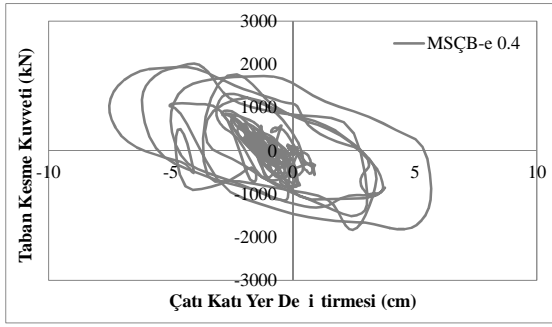 3000
MSÇB-e 0.4
2000
1000
0
-10 -5 0 5 10
-1000
-2000
-3000
Taban Kesme Kuvveti (kN)
Çatı Katı Yer De i tirmesi (cm)